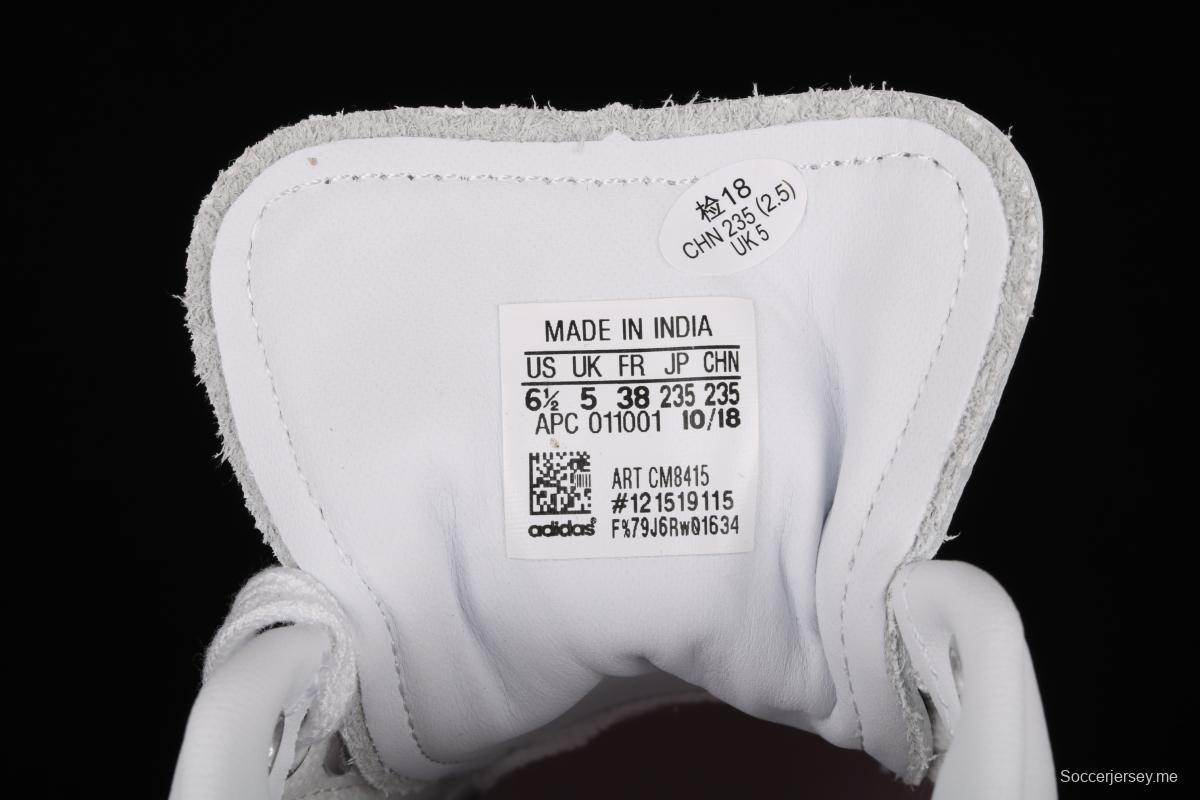 检18
CHN 235 (2.5)
UK 5
MADE IN INDIA
US UK FR JP CHN
6½ 5 38 235 235
APC 011001 10/18
ART CM8415
#121519115
adidas® F%79J6Rw01634
Soccerjersey.me